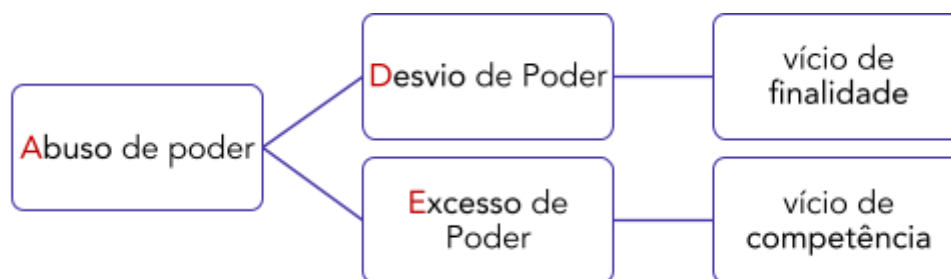 Abuso de poder
Desvio de Poder
vício de
finalidade
Excesso de
Poder
vício de
competência